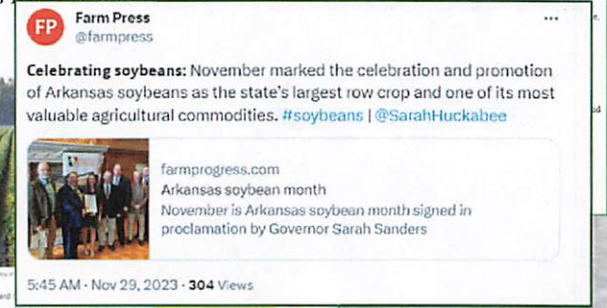 FP
Farm Press
@farmpress
Celebrating soybeans: November marked the celebration and promotion
of Arkansas soybeans as the state's largest row crop and one of its most
valuable agricultural commodities. #soybeans | @SarahHuckabee
farmprogress.com
Arkansas soybean month
November is Arkansas soybean month signed in
proclamation by Governor Sarah Sanders
5:45 AM · Nov 29, 2023 · 304 Views